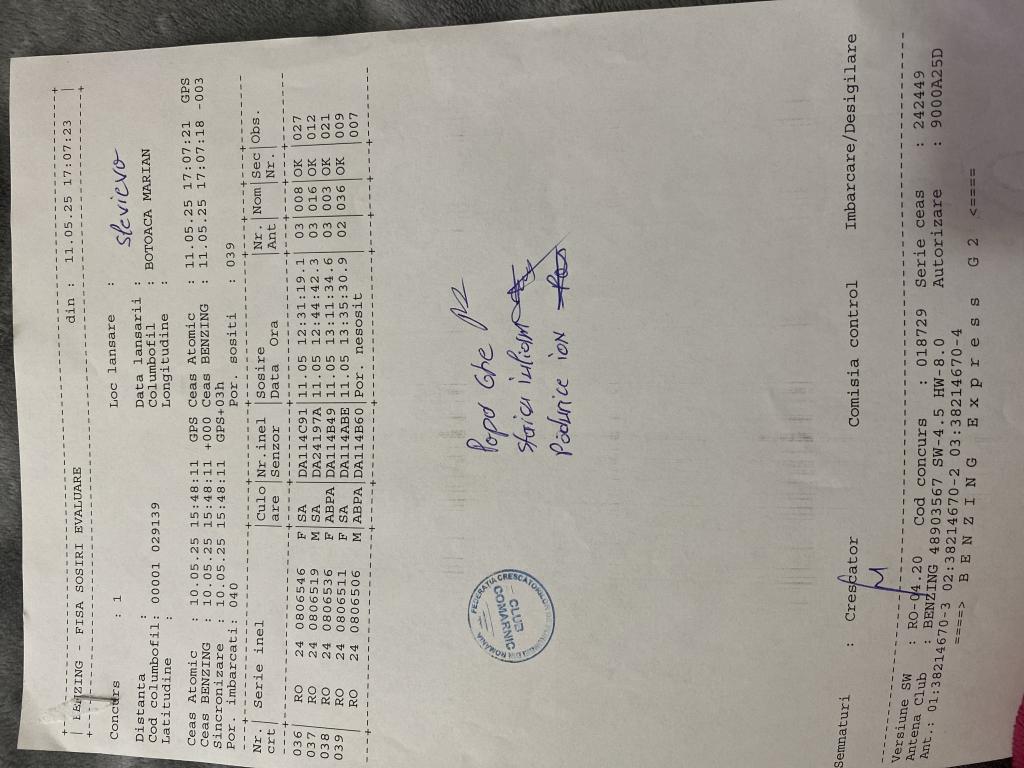 +-----------------------------------------------------------------------------+
| BENZING - FISA SOSIRI EVALUARE din : 11.05.25 17:07:23 |
+-----------------------------------------------------------------------------+
Concurs : 1 Loc lansare : Slevicvo
Distanta : Data lansarii :
Cod columbofil: 00001 029139 Columbofil : BOTOACA MARIAN
Latitudine : Longitudine :
Ceas Atomic : 10.05.25 15:48:11 GPS Ceas Atomic : 11.05.25 17:07:21 GPS
Ceas BENZING : 10.05.25 15:48:11 +000 Ceas BENZING : 11.05.25 17:07:18 -003
Sincronizare : 10.05.25 15:48:11 GPS+03h
Por. imbarcati: 040 Por. sositi : 039
Nr. | Serie inel |Culo|Nr.inel |Sosire |Nr. |Nom|Sec|Obs.
crt | |are |Senzor |Data Ora |Ant | |Nr.|
036 RO 24 0806546 F|SA |DA114C91|11.05 12:31:19.1| 03|008|OK |027
037 RO 24 0806519 M|SA |DA24197A|11.05 12:44:42.3| 03|016|OK |012
038 RO 24 0806536 F|ABPA|DA114B49|11.05 13:11:34.6| 03|003|OK |021
039 RO 24 0806511 F|SA |DA114ABE|11.05 13:35:30.9| 02|036|OK |009
RO 24 0806506 M|ABPA|DA114B60|Por. nesosit | | | |007
Popa Ghe
Padurice ion
CLUB
COMARNIC
Semnaturi : Crescator Comisia control Imbarcare/Desigilare
Versiune SW : RO-04.20 Cod concurs : 018729 Serie ceas : 242449
Antena Club : BENZING 48903567 SW-4.5 HW-8.0 Autorizare : 9000A25D
Ant.: 01:38214670-3 02:38214670-2 03:38214670-4
====> B E N Z I N G E x p r e s s G 2 <====